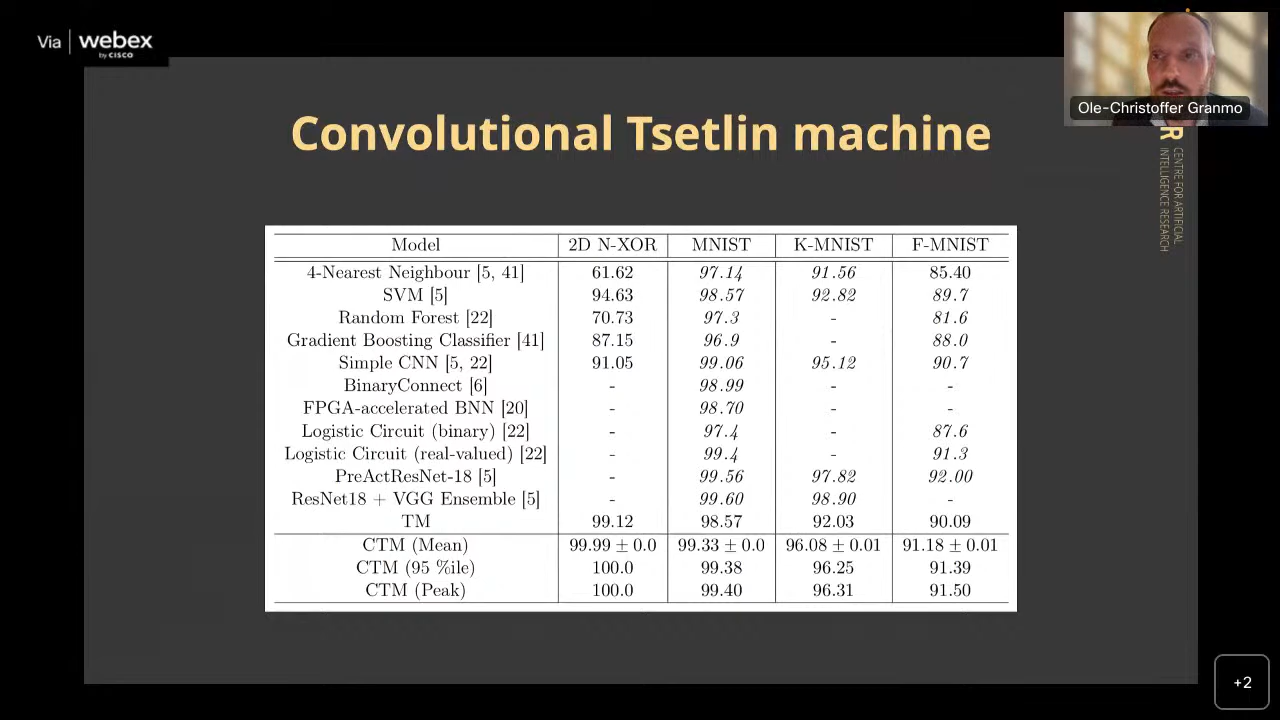 Via | webex
by CISCO
Ole-Christoffer Granmo
R
CENTRE FOR ARTIFICIAL
INTELLIGENCE RESEARCH
Convolutional Tsetlin machine
Model 2D N-XOR MNIST K-MNIST F-MNIST
4-Nearest Neighbour [5, 41] 61.62 97.14 91.56 85.40
SVM [5] 94.63 98.57 92.82 89.7
Random Forest [22] 70.73 97.3 - 81.6
Gradient Boosting Classifier [41] 87.15 96.9 - 88.0
Simple CNN [5, 22] 91.05 99.06 95.12 90.7
BinaryConnect [6] - 98.99 - -
FPGA-accelerated BNN [20] - 98.70 - -
Logistic Circuit (binary) [22] - 97.4 - 87.6
Logistic Circuit (real-valued) [22] - 99.4 - 91.3
PreActResNet-18 [5] - 99.56 97.82 92.00
ResNet18 + VGG Ensemble [5] - 99.60 98.90 -
TM 99.12 98.57 92.03 90.09
CTM (Mean) 99.99 ± 0.0 99.33 ± 0.0 96.08 ± 0.01 91.18 ± 0.01
CTM (95 %ile) 100.0 99.38 96.25 91.39
CTM (Peak) 100.0 99.40 96.31 91.50
+2